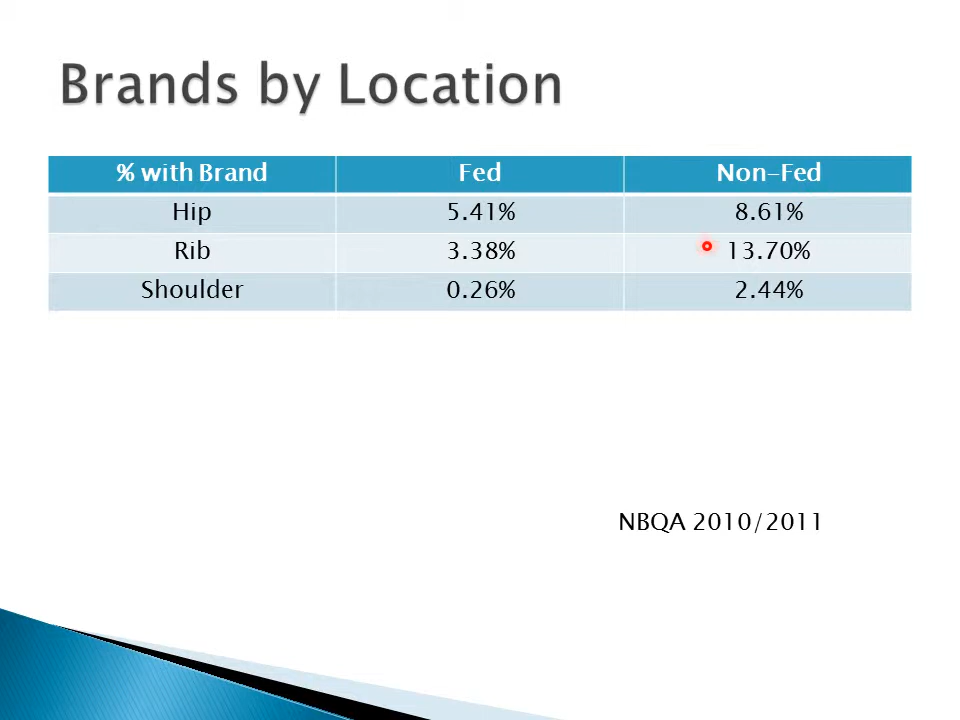 Brands by Location
% with Brand Fed Non-Fed
Hip 5.41% 8.61%
Rib 3.38% 13.70%
Shoulder 0.26% 2.44%
NBQA 2010/2011